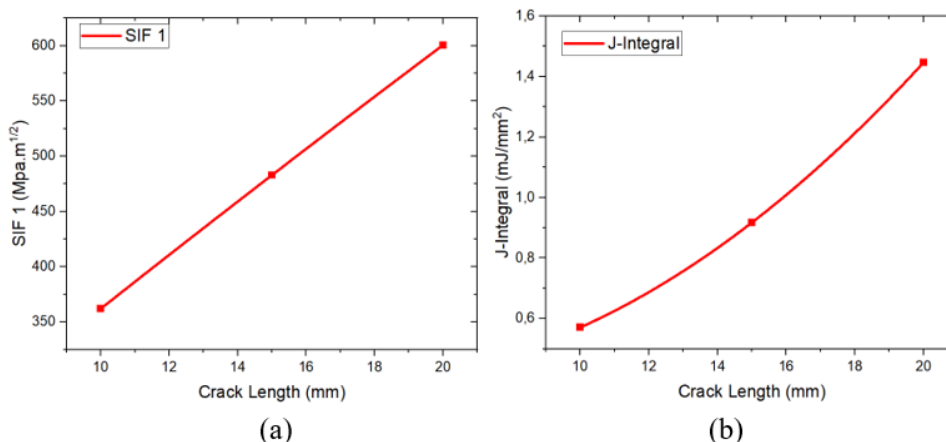 SIF 1
600
550
500
450
400
350
SIF 1 (Mpa.m1/2)
10 12 14 16 18 20
Crack Length (mm)
(a)
J-Integral
1,6
1,4
1,2
1,0
0,8
0,6
J-Integral (mJ/mm2)
10 12 14 16 18 20
Crack Length (mm)
(b)